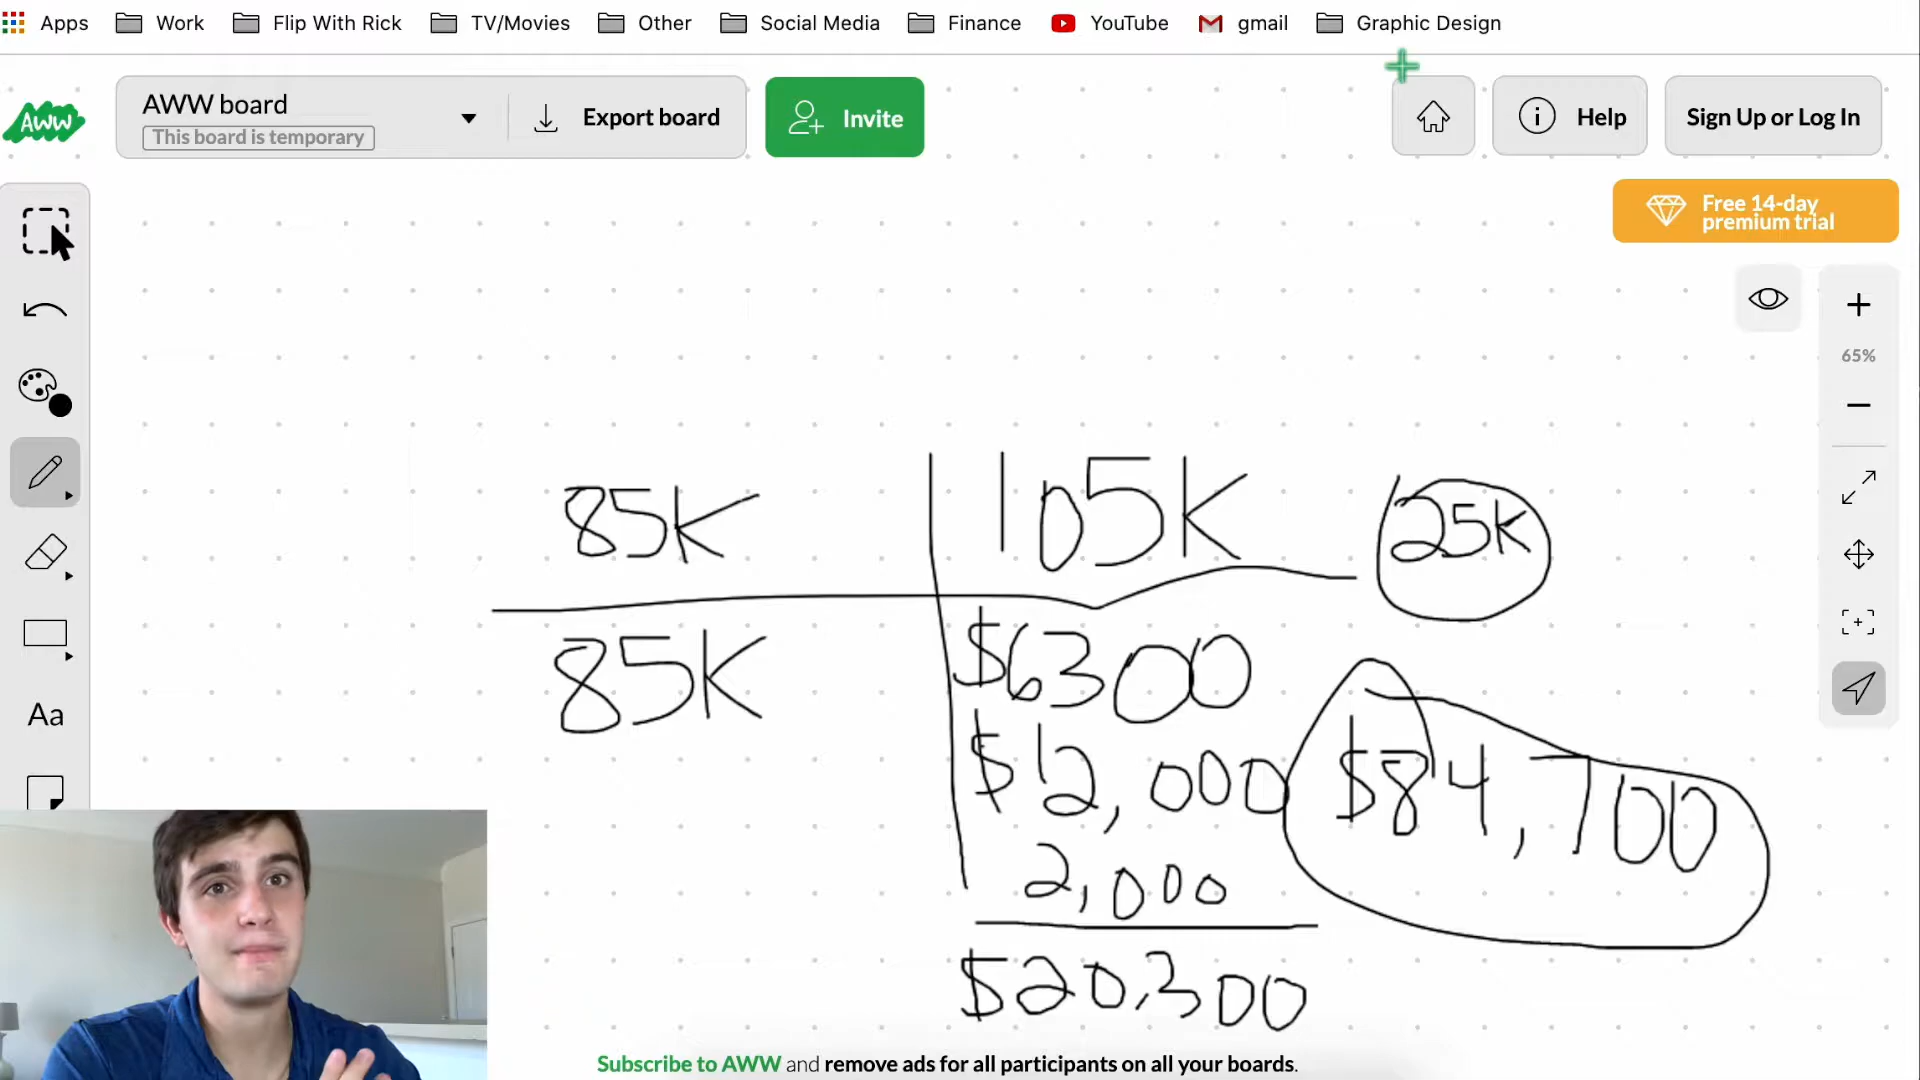 Apps Work Flip With Rick TV/Movies Other Social Media Finance YouTube gmail Graphic Design
AWW
AWW board
This board is temporary
Export board
Invite
Help
Sign Up or Log In
Free 14-day
premium trial
65%
Aa
85K
105K
25K
85K
$6300
$12,000
$84,700
2,000
$20,300
Subscribe to AWW and remove ads for all participants on all your boards.